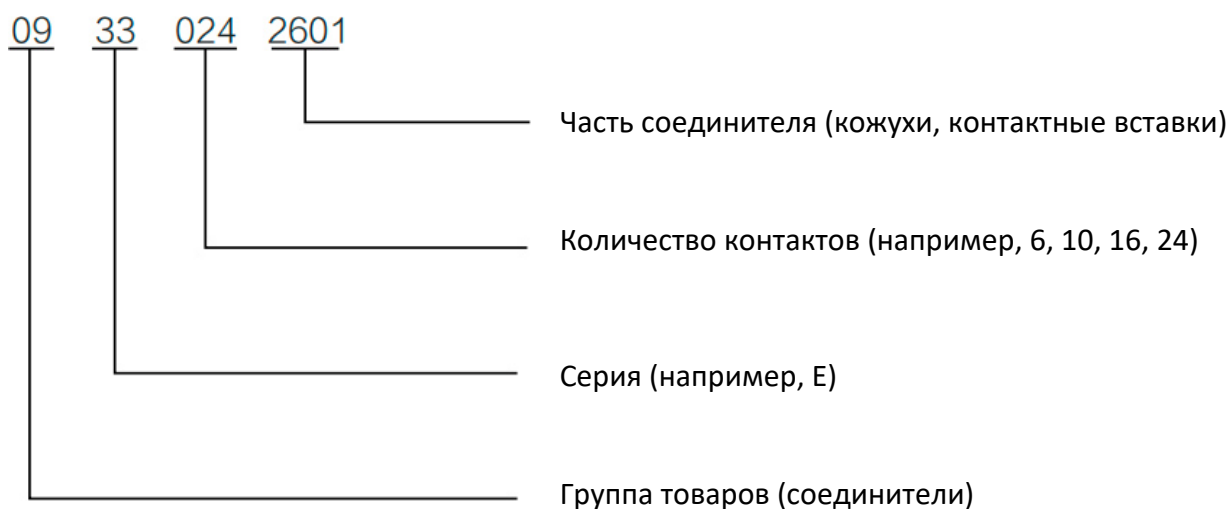 09 33 024 2601
Часть соединителя (кожухи, контактные вставки)
Количество контактов (например, 6, 10, 16, 24)
Серия (например, E)
Группа товаров (соединители)